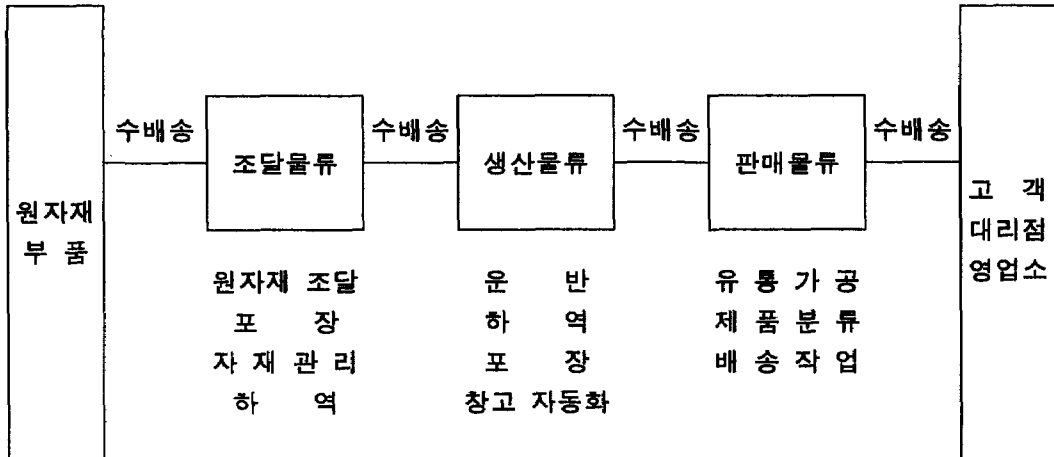 수배송
수배송
수배송
수배송
원자재
부 품
조달물류
생산물류
판매물류
고 객
대리점
영업소
원자재 조달
포 장
자 재 관 리
하 역
운 반
하 역
포 장
창고 자동화
유 통 가 공
제 품 분 류
배 송 작 업